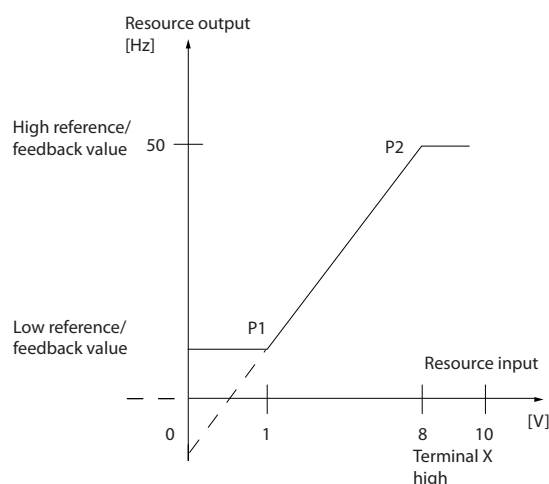 Resource output
[Hz]
High reference/
feedback value
50
P2
Low reference/
feedback value
P1
Resource input
[V]
0
1
8
10
Terminal X
high